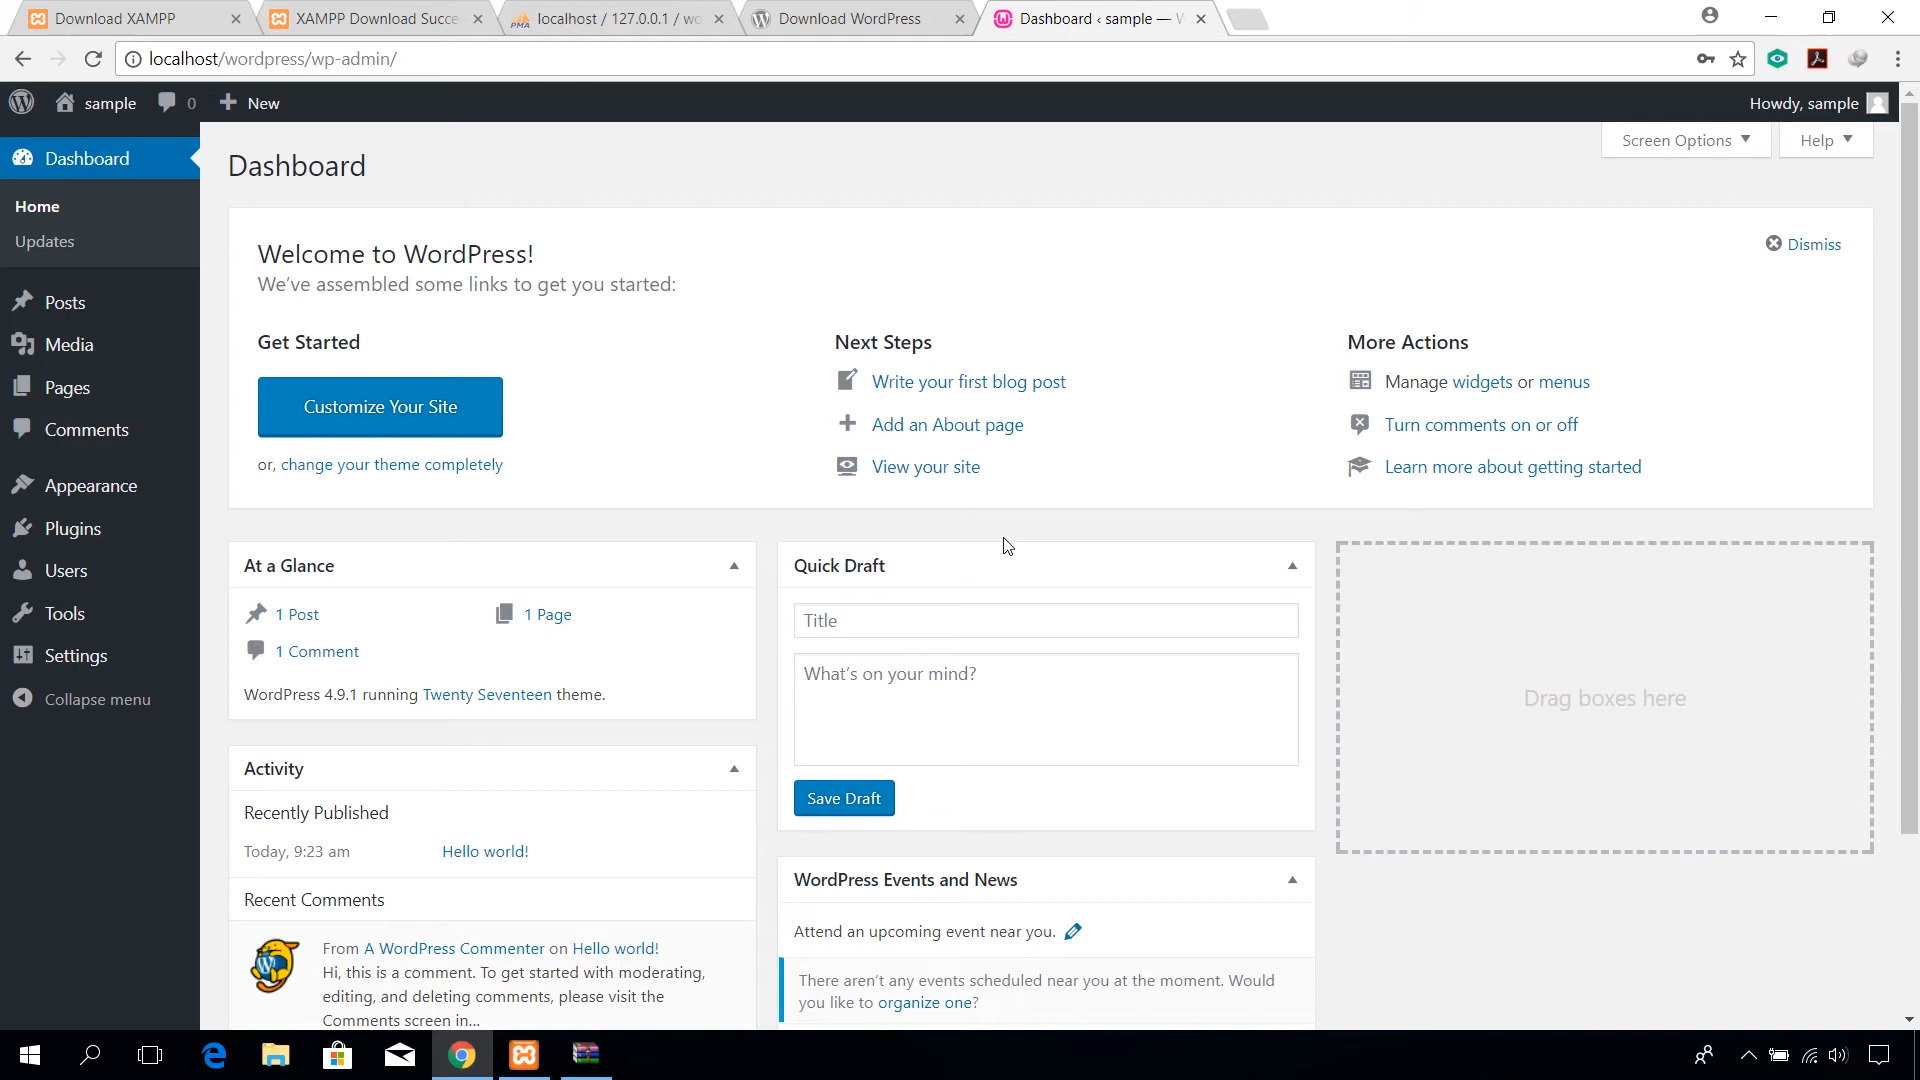 Download XAMPP
XAMPP Download Succe
localhost / 127.0.0.1 / wo
Download WordPress
Dashboard ‹ sample — W
localhost/wordpress/wp-admin/
sample
0
New
Howdy, sample
Screen Options
Help
Dashboard
Home
Updates
Posts
Media
Pages
Comments
Appearance
Plugins
Users
Tools
Settings
Collapse menu
Dashboard
Welcome to WordPress!
Dismiss
We’ve assembled some links to get you started:
Get Started
Customize Your Site
or, change your theme completely
Next Steps
Write your first blog post
Add an About page
View your site
More Actions
Manage widgets or menus
Turn comments on or off
Learn more about getting started
At a Glance
1 Post
1 Page
1 Comment
WordPress 4.9.1 running Twenty Seventeen theme.
Activity
Recently Published
Today, 9:23 am
Hello world!
Recent Comments
From A WordPress Commenter on Hello world!
Hi, this is a comment. To get started with moderating,
editing, and deleting comments, please visit the
Comments screen in…
Quick Draft
Title
What’s on your mind?
Save Draft
WordPress Events and News
Attend an upcoming event near you.
There aren’t any events scheduled near you at the moment. Would
you like to organize one?
Drag boxes here